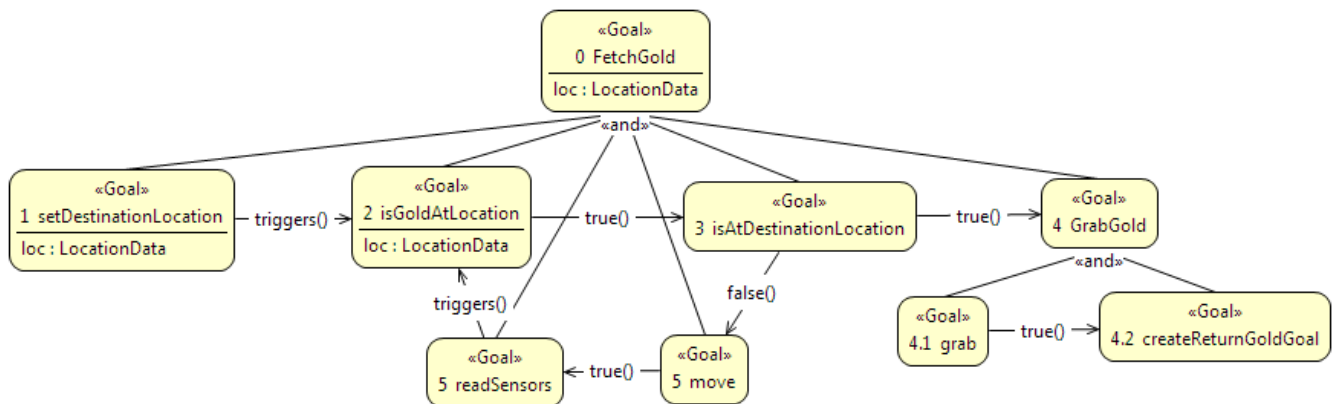 «Goal»
0 FetchGold
loc : LocationData
«and»
«Goal»
1 setDestinationLocation
loc : LocationData
triggers()
«Goal»
2 isGoldAtLocation
loc : LocationData
true()
«Goal»
3 isAtDestinationLocation
true()
«Goal»
4 GrabGold
«and»
triggers()
false()
«Goal»
5 readSensors
true()
«Goal»
5 move
«Goal»
4.1 grab
true()
«Goal»
4.2 createReturnGoldGoal